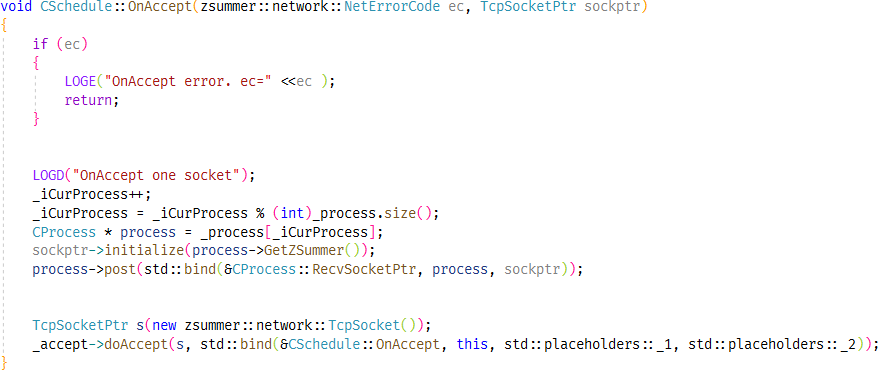 void CSchedule::OnAccept(zsummer::network::NetErrorCode ec, TcpSocketPtr sockptr)
{
    if (ec)
    {
        LOGE("OnAccept error. ec=" <<ec );
        return;
    }
    LOGD("OnAccept one socket");
    _iCurProcess++;
    _iCurProcess = _iCurProcess % (int)_process.size();
    CProcess * process = _process[_iCurProcess];
    sockptr->initialize(process->GetZSummer());
    process->post(std::bind(&CProcess::RecvSocketPtr, process, sockptr));
    TcpSocketPtr s(new zsummer::network::TcpSocket());
    _accept->doAccept(s, std::bind(&CSchedule::OnAccept, this, std::placeholders::_1, std::placeholders::_2));
}